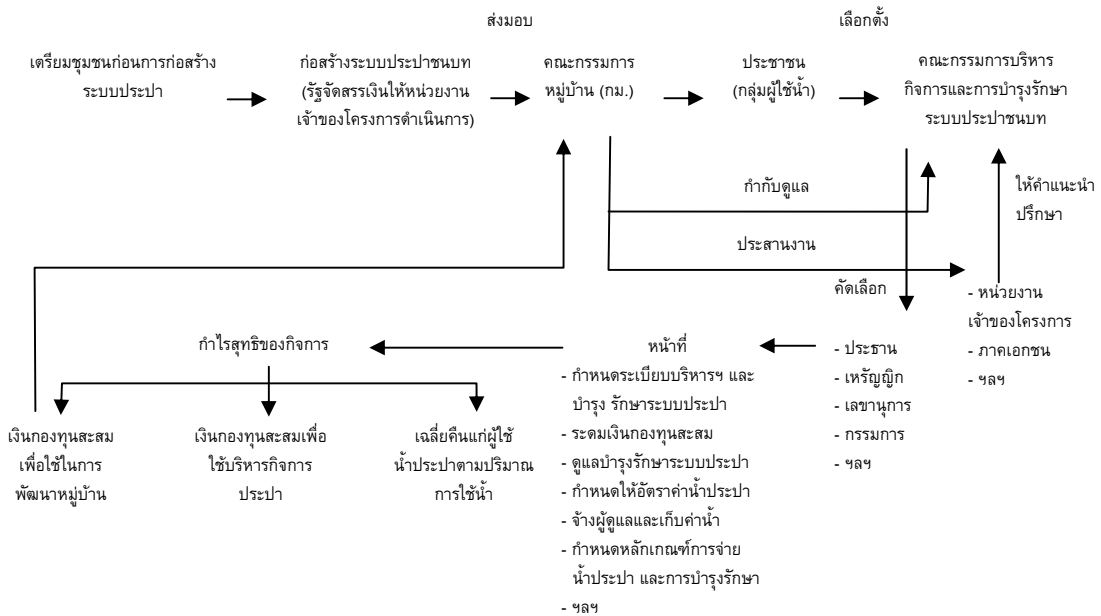 ส่งมอบ
เลือกตั้ง
เตรียมชุมชนก่อนการก่อสร้าง
ระบบประปา
ก่อสร้างระบบประปาชนบท
(รัฐจัดสรรเงินให้หน่วยงาน
เจ้าของโครงการดำเนินการ)
คณะกรรมการ
หมู่บ้าน (กม.)
ประชาชน
(กลุ่มผู้ใช้น้ำ)
คณะกรรมการบริหาร
กิจการและการบำรุงรักษา
ระบบประปาชนบท
กำกับดูแล
ให้คำแนะนำ
ปรึกษา
ประสานงาน
คัดเลือก
- หน่วยงาน
เจ้าของโครงการ
- ภาคเอกชน
- ฯลฯ
- ประธาน
- เหรัญญิก
- เลขานุการ
- กรรมการ
- ฯลฯ
หน้าที่
- กำหนดระเบียบบริหารฯ และ
บำรุง รักษาระบบประปา
- ระดมเงินกองทุนสะสม
- ดูแลบำรุงรักษาระบบประปา
- กำหนดให้อัตราค่าน้ำประปา
- จ้างผู้ดูแลและเก็บค่าน้ำ
- กำหนดหลักเกณฑ์การจ่าย
น้ำประปา และการบำรุงรักษา
- ฯลฯ
กำไรสุทธิของกิจการ
เงินกองทุนสะสม
เพื่อใช้ในการ
พัฒนาหมู่บ้าน
เงินกองทุนสะสมเพื่อ
ใช้บริหารกิจการ
ประปา
เฉลี่ยคืนแก่ผู้ใช้
น้ำประปาตามปริมาณ
การใช้น้ำ